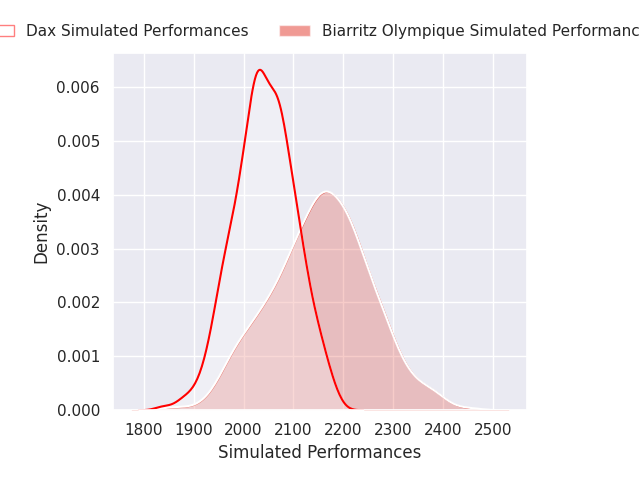 Dax Simulated Performances
Biarritz Olympique Simulated Performanc
0.006
0.005
0.004
0.003
0.002
0.001
0.000
Density
1800 1900 2000 2100 2200 2300 2400 2500
Simulated Performances